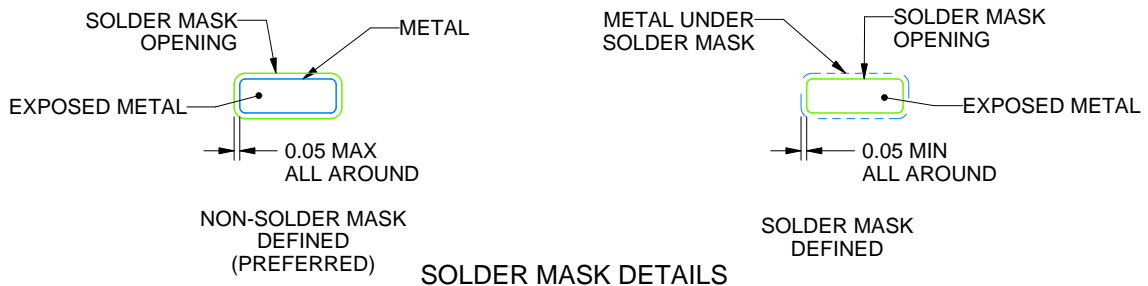 SOLDER MASK
OPENING
METAL
EXPOSED METAL
0.05 MAX
ALL AROUND
NON-SOLDER MASK
DEFINED
(PREFERRED)
METAL UNDER
SOLDER MASK
SOLDER MASK
OPENING
EXPOSED METAL
0.05 MIN
ALL AROUND
SOLDER MASK
DEFINED
SOLDER MASK DETAILS